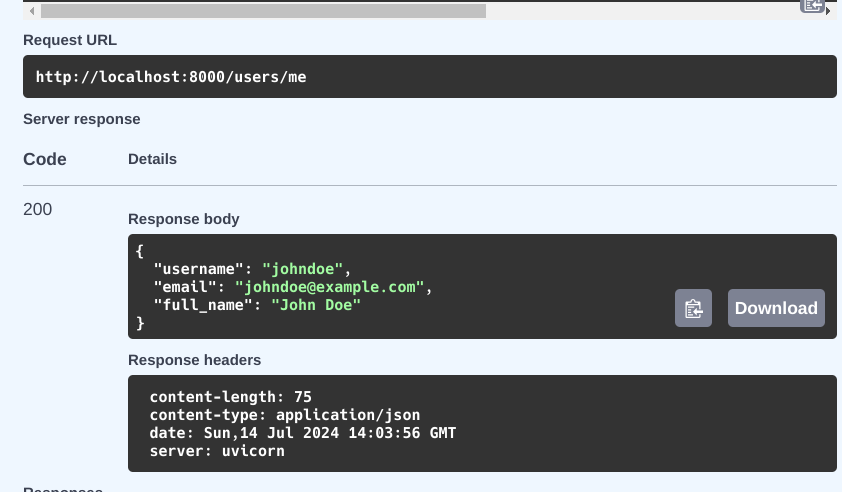 Request URL
http://localhost:8000/users/me
Server response
Code Details
200
Response body
{
"username": "johndoe",
"email": "johndoe@example.com",
"full_name": "John Doe"
}
Download
Response headers
content-length: 75
content-type: application/json
date: Sun,14 Jul 2024 14:03:56 GMT
server: uvicorn
Responses